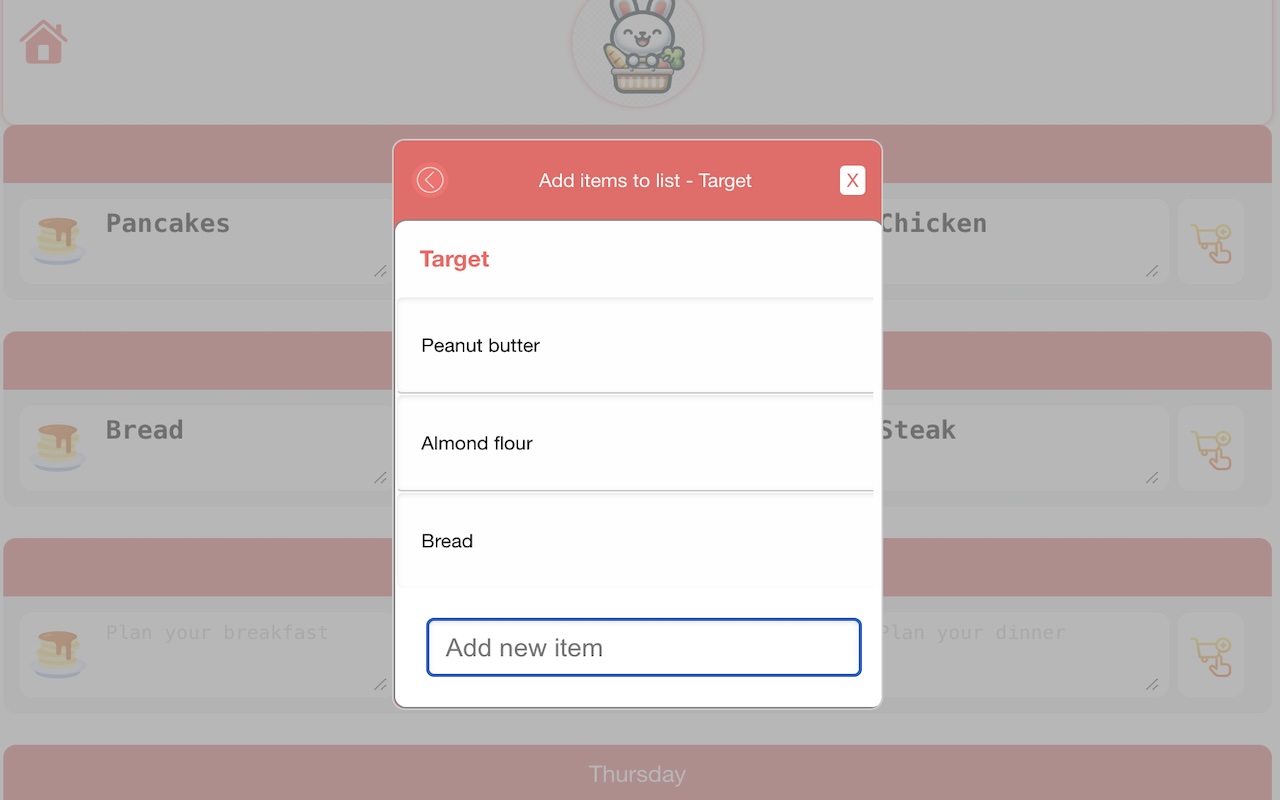 Add items to list - Target
X
Target
Peanut butter
Almond flour
Bread
Add new item
Pancakes
Chicken
Bread
Steak
Plan your breakfast
Plan your dinner
Thursday